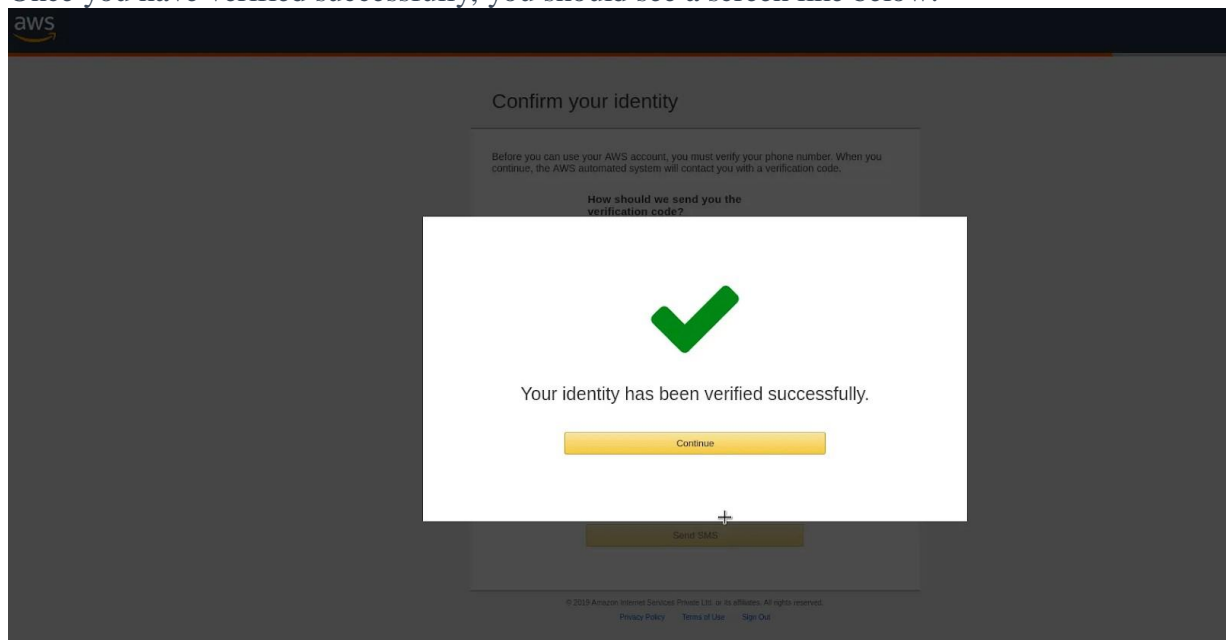 Once you have verified successfully, you should see a screen like below.
aws
Confirm your identity
Before you can use your AWS account, you must verify your phone number. When you
continue, the AWS automated system will contact you with a verification code.
How should we send you the
verification code?
Your identity has been verified successfully.
Continue
Send SMS
© 2019 Amazon Internet Services Private Ltd. or its affiliates. All rights reserved.
Privacy Policy Terms of Use Sign Out